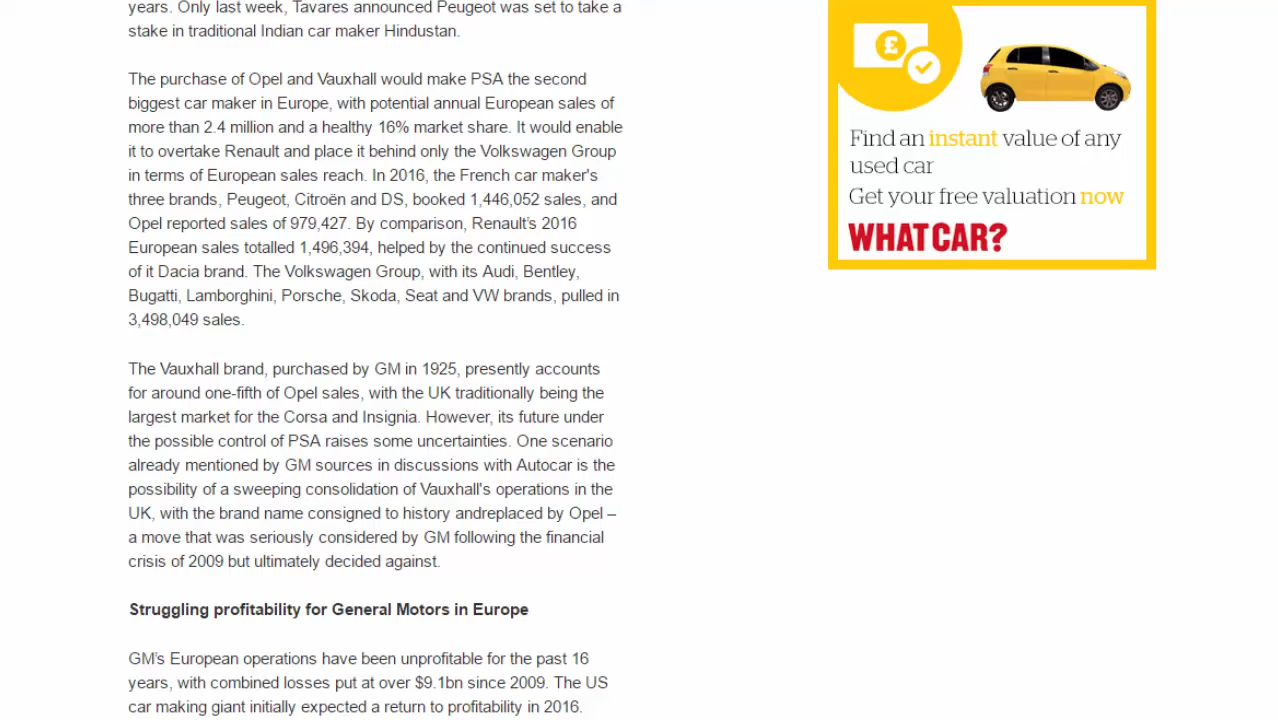 years. Only last week, Tavares announced Peugeot was set to take a
stake in traditional Indian car maker Hindustan.
The purchase of Opel and Vauxhall would make PSA the second
biggest car maker in Europe, with potential annual European sales of
more than 2.4 million and a healthy 16% market share. It would enable
it to overtake Renault and place it behind only the Volkswagen Group
in terms of European sales reach. In 2016, the French car maker's
three brands, Peugeot, Citroën and DS, booked 1,446,052 sales, and
Opel reported sales of 979,427. By comparison, Renault's 2016
European sales totalled 1,496,394, helped by the continued success
of it Dacia brand. The Volkswagen Group, with its Audi, Bentley,
Bugatti, Lamborghini, Porsche, Skoda, Seat and VW brands, pulled in
3,498,049 sales.
The Vauxhall brand, purchased by GM in 1925, presently accounts
for around one-fifth of Opel sales, with the UK traditionally being the
largest market for the Corsa and Insignia. However, its future under
the possible control of PSA raises some uncertainties. One scenario
already mentioned by GM sources in discussions with Autocar is the
possibility of a sweeping consolidation of Vauxhall's operations in the
UK, with the brand name consigned to history andreplaced by Opel –
a move that was seriously considered by GM following the financial
crisis of 2009 but ultimately decided against.
Struggling profitability for General Motors in Europe
GM's European operations have been unprofitable for the past 16
years, with combined losses put at over $9.1bn since 2009. The US
car making giant initially expected a return to profitability in 2016.
£
Find an instant value of any
used car
Get your free valuation now
WHAT CAR?